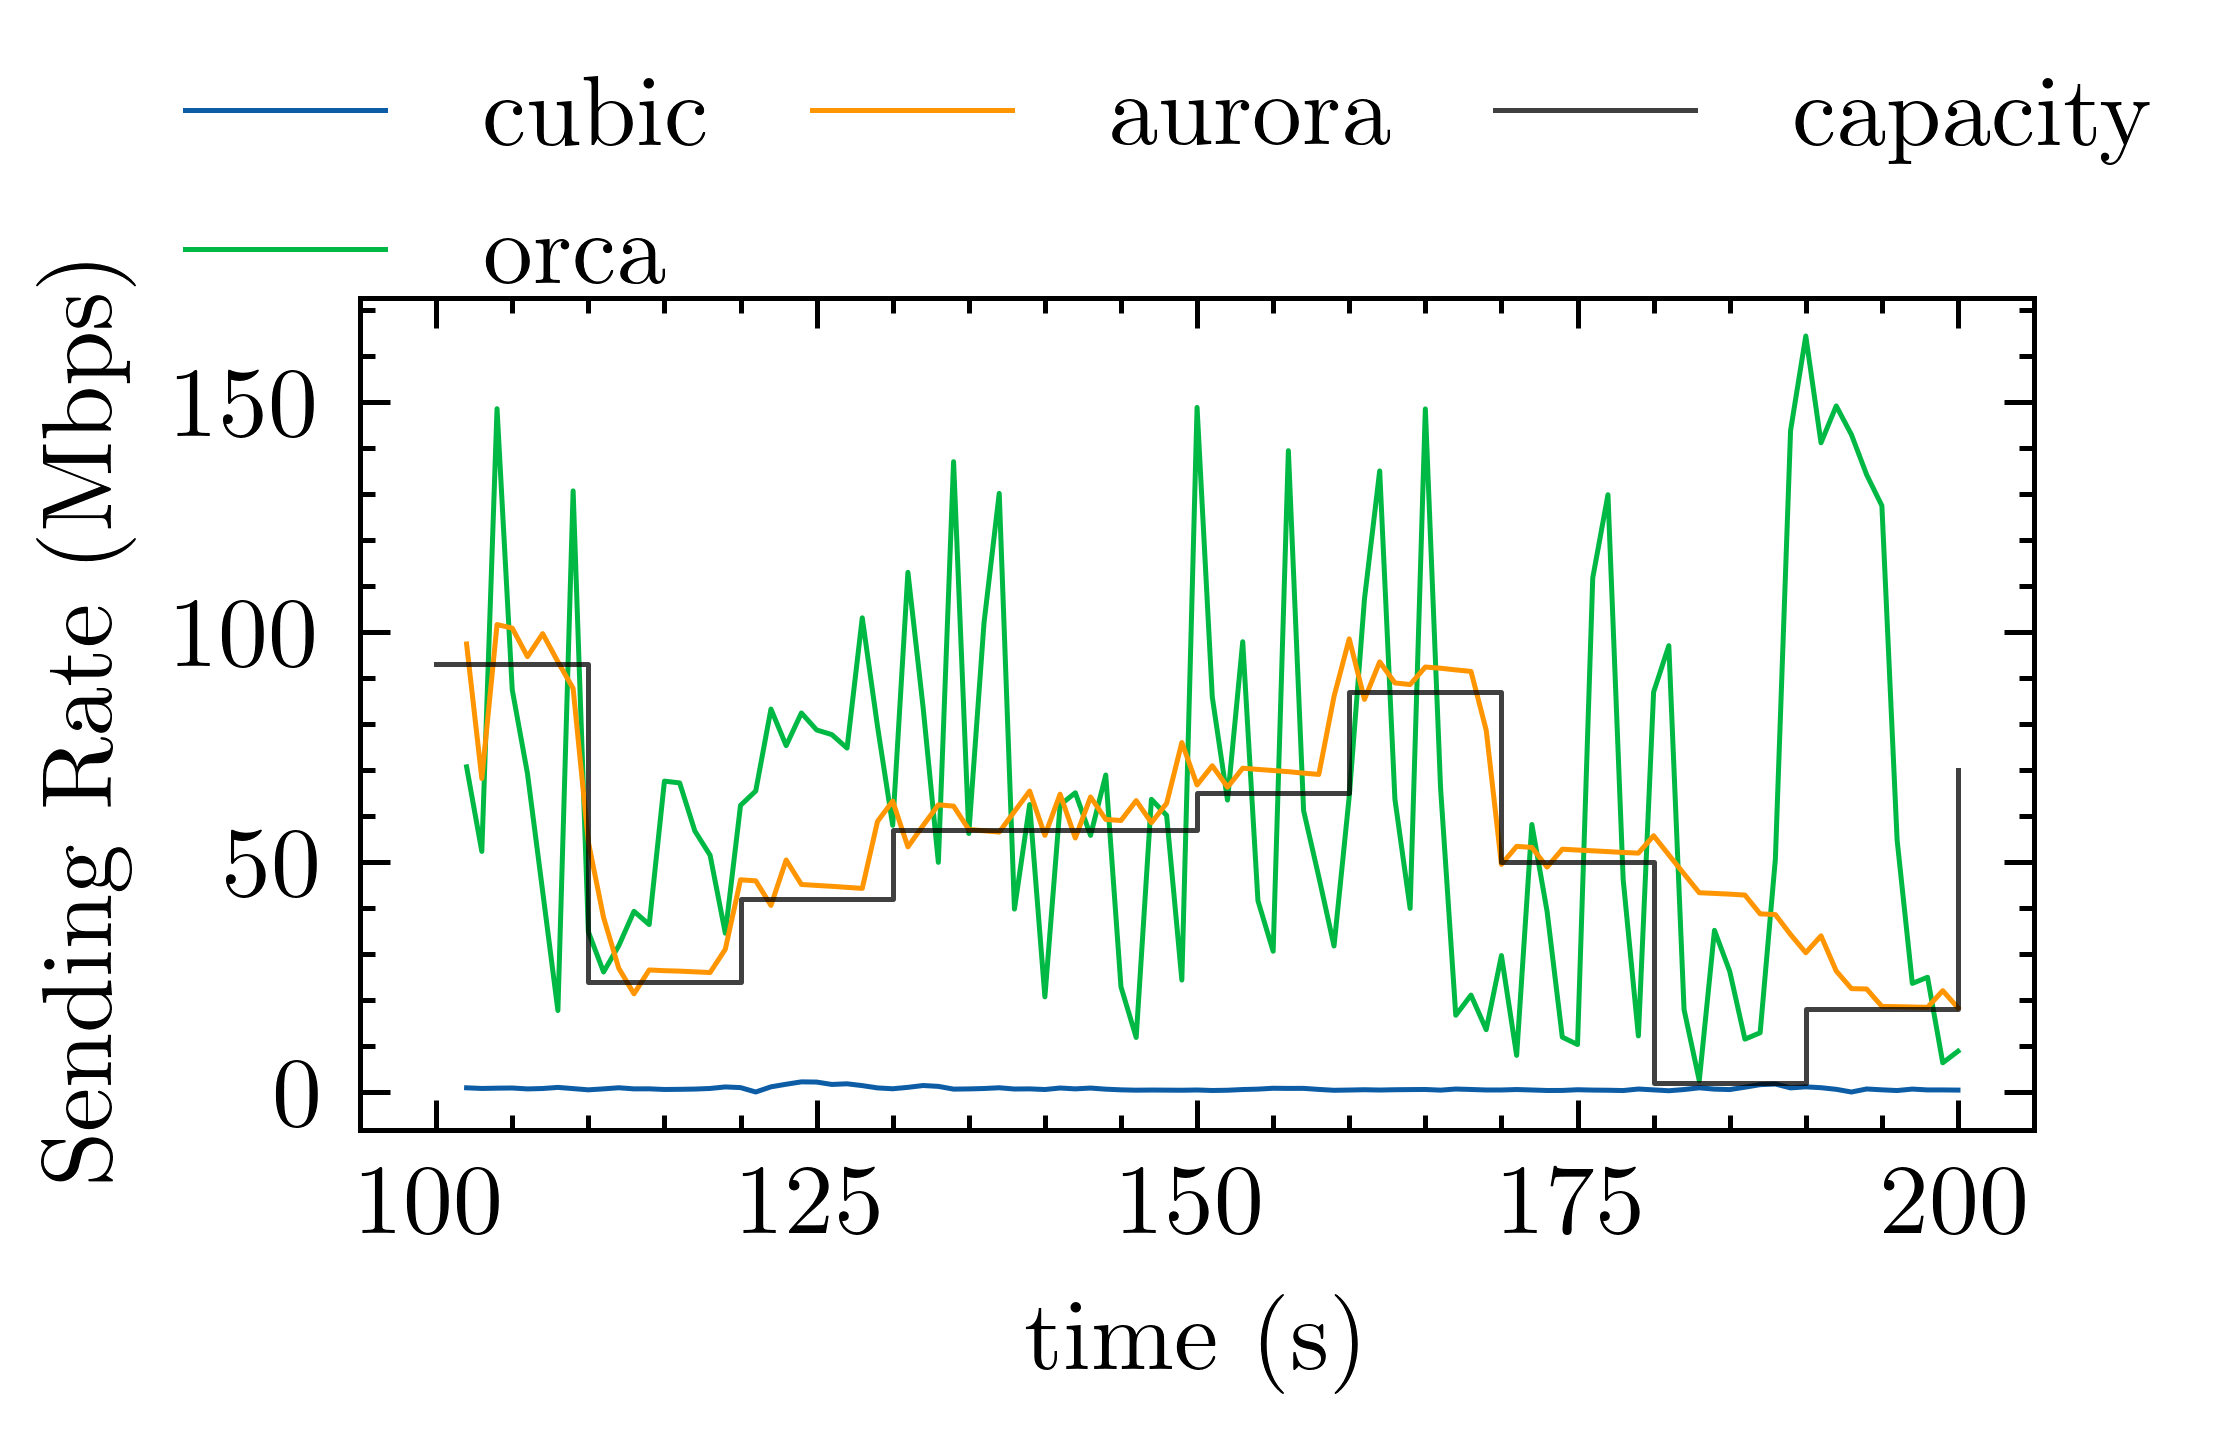 cubic aurora capacity
orca
Sending Rate (Mbps)
150
100
50
0
100 125 150 175 200
time (s)